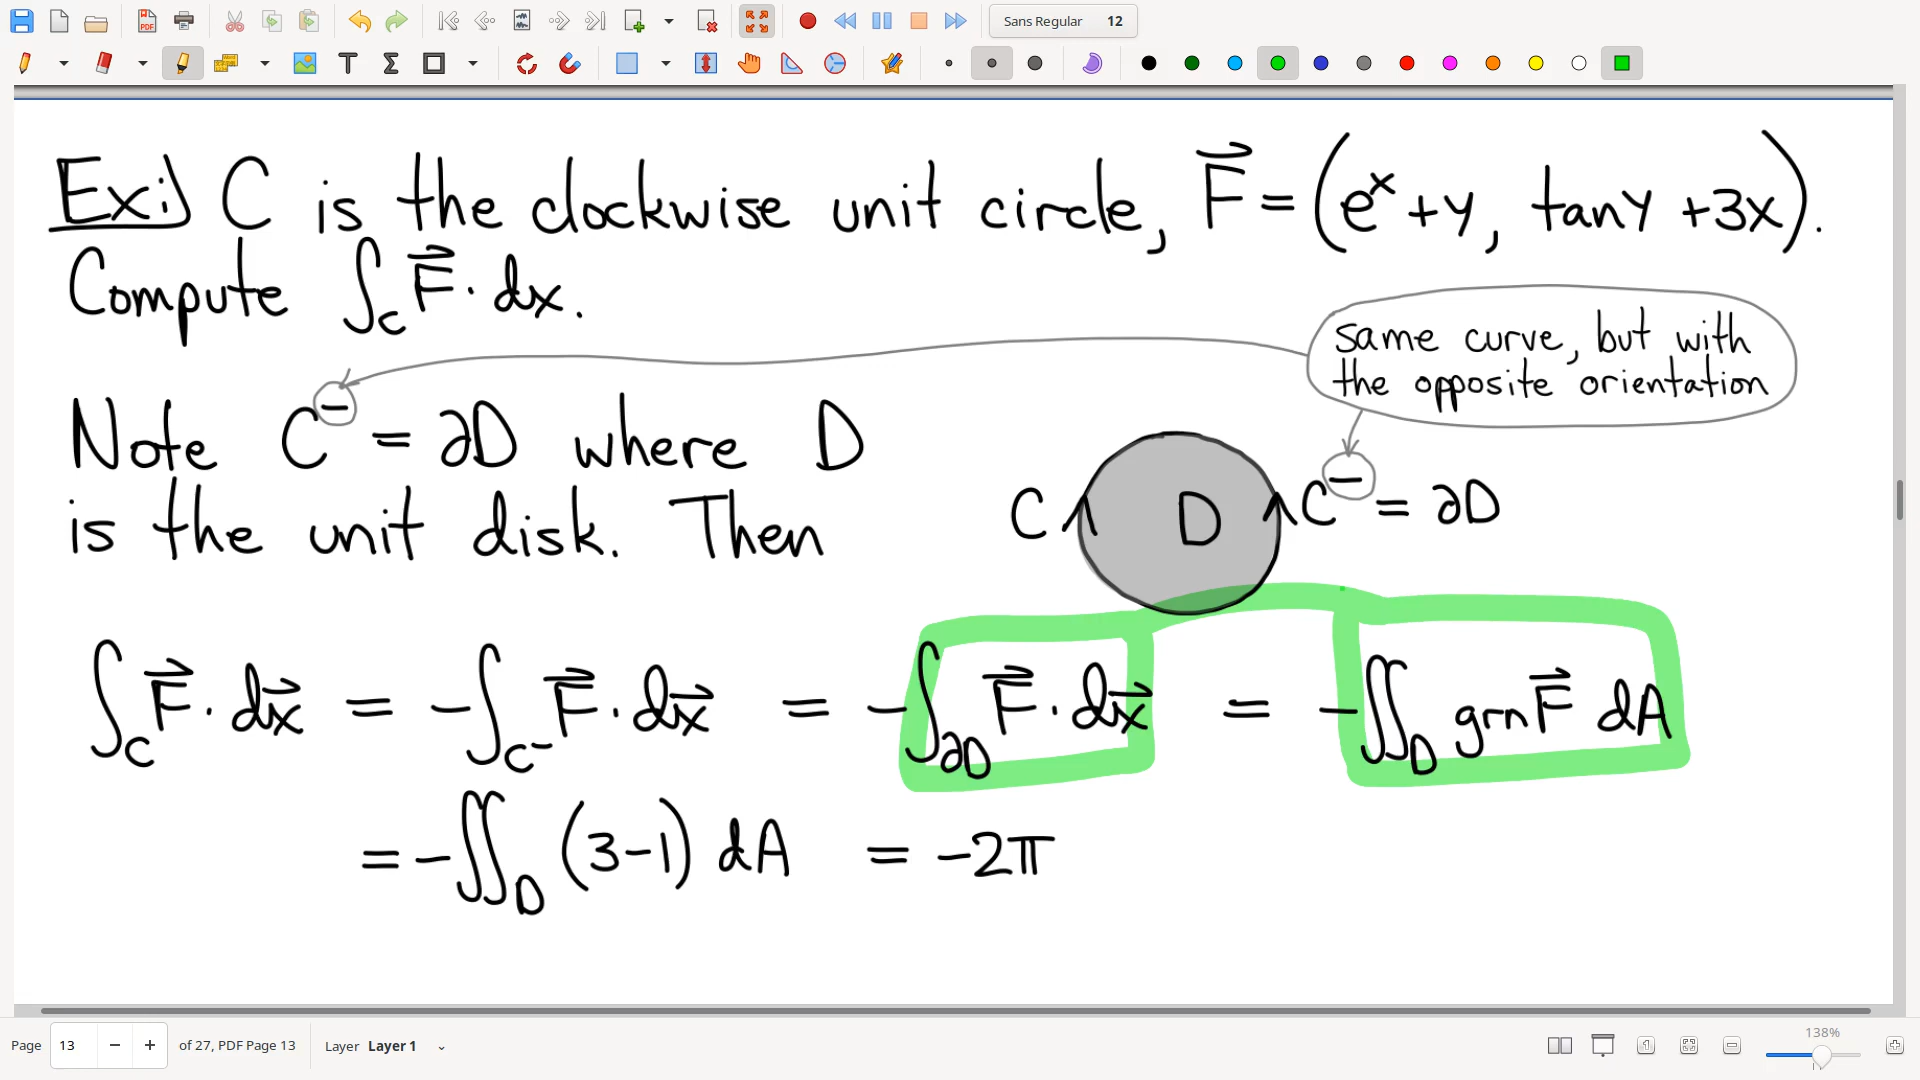 Sans Regular 12
Ex:) C is the clockwise unit circle, F⃗ = (eˣ + y, tan y + 3x).
Compute ∫_C F⃗ · dx.
same curve, but with
the opposite orientation
Note C⁻ = ∂D where D
is the unit disk. Then
C D C⁻ = ∂D
∫_C F⃗ · dx⃗ = -∫_C⁻ F⃗ · dx⃗ = -∫_∂D F⃗ · dx⃗ = -∬_D grn F⃗ dA
= -∬_D (3-1) dA = -2π
Page 13 of 27, PDF Page 13 Layer Layer 1 138%